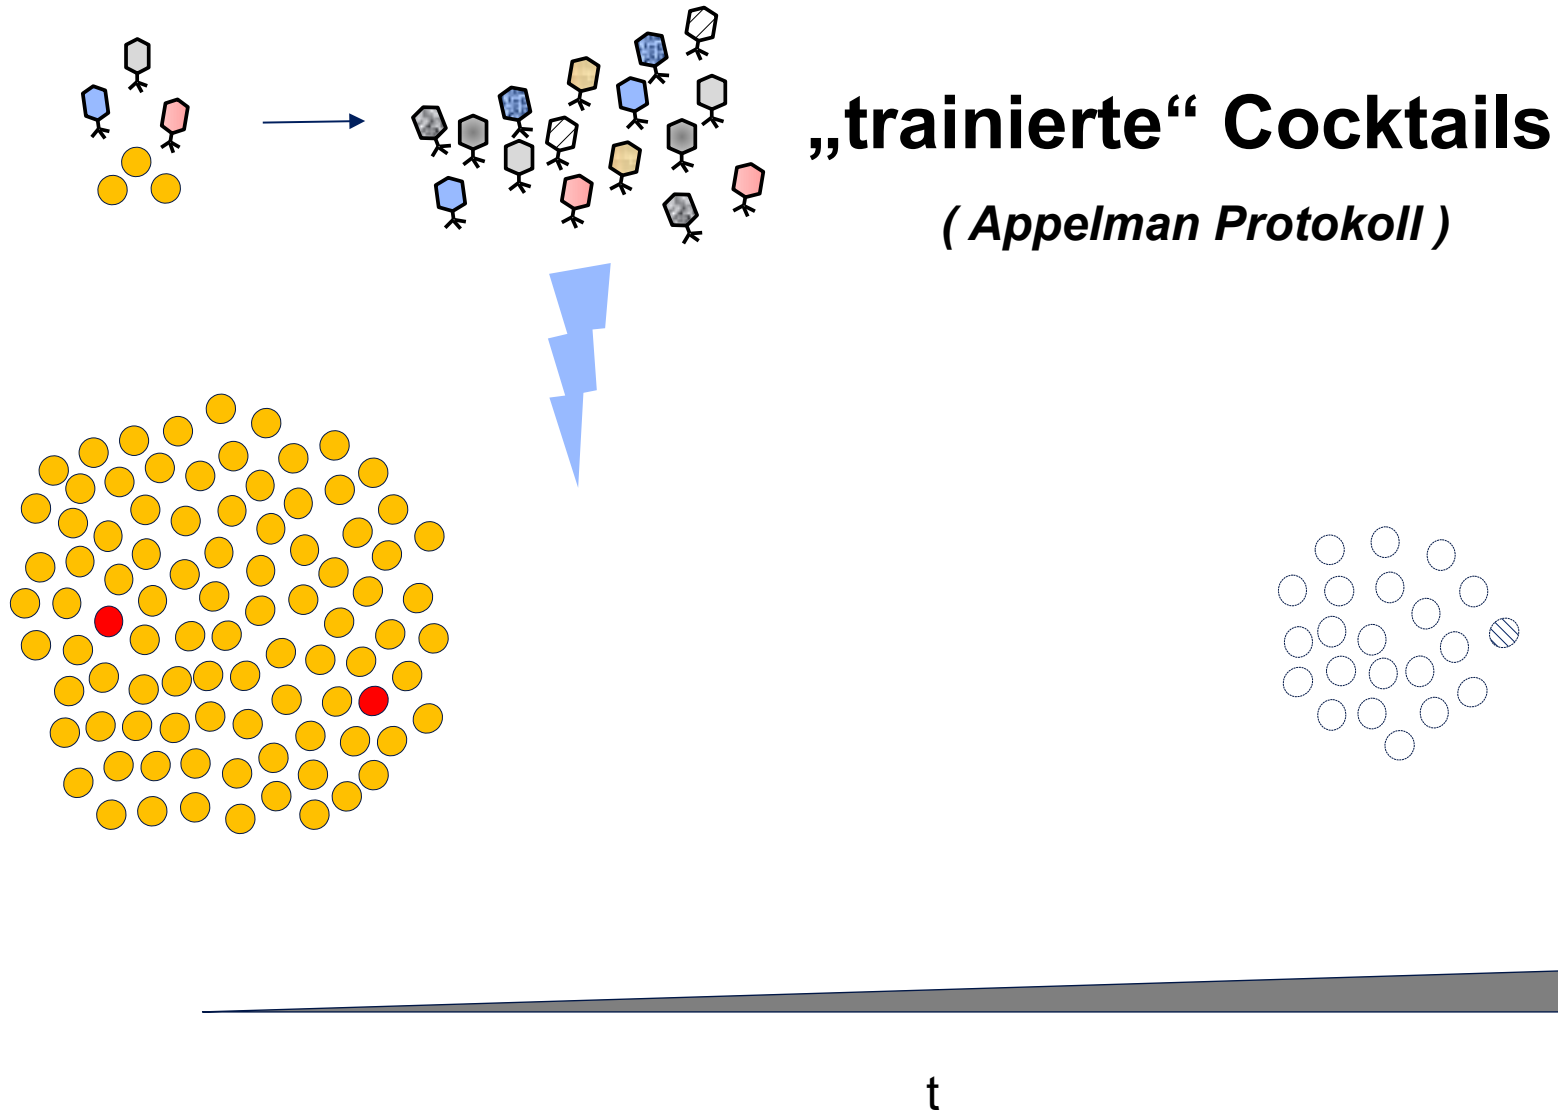 „trainierte“ Cocktails
( Appelman Protokoll )
t